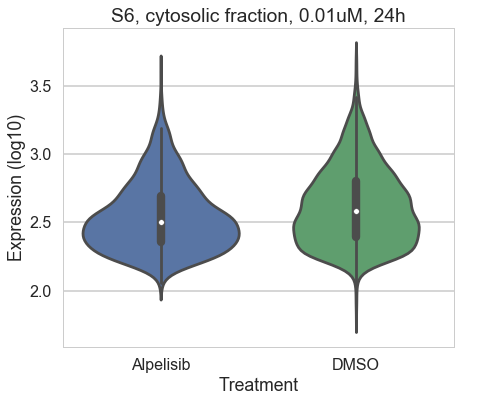 S6, cytosolic fraction, 0.01uM, 24h
Expression (log10)
3.5
3.0
2.5
2.0
Alpelisib DMSO
Treatment